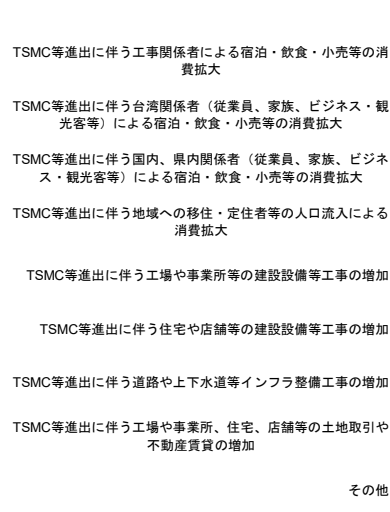 TSMC等進出に伴う工事関係者による宿泊・飲食・小売等の消
費拡大
TSMC等進出に伴う台湾関係者（従業員、家族、ビジネス・観
光客等）による宿泊・飲食・小売等の消費拡大
TSMC等進出に伴う国内、県内関係者（従業員、家族、ビジネ
ス・観光客等）による宿泊・飲食・小売等の消費拡大
TSMC等進出に伴う地域への移住・定住者等の人口流入による
消費拡大
TSMC等進出に伴う工場や事業所等の建設設備等工事の増加
TSMC等進出に伴う住宅や店舗等の建設設備等工事の増加
TSMC等進出に伴う道路や上下水道等インフラ整備工事の増加
TSMC等進出に伴う工場や事業所、住宅、店舗等の土地取引や
不動産賃貸の増加
その他